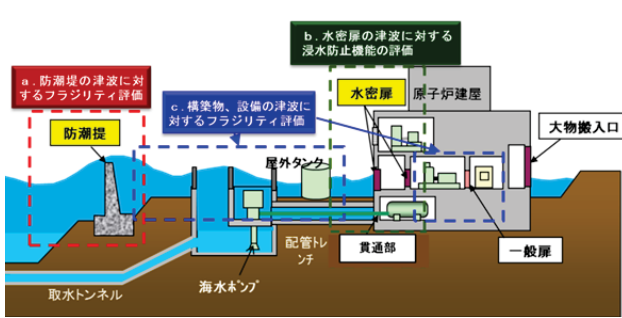 b．水密扉の津波に対する
浸水防止機能の評価
a．防潮堤の津波に対
するフラジリティ評価
c．構築物、設備の津波に
対するフラジリティ評価
水密扉
原子炉建屋
大物搬入口
防潮堤
屋外タンク
配管トレ
ンチ
貫通部
一般扉
取水トンネル
海水ポンプ